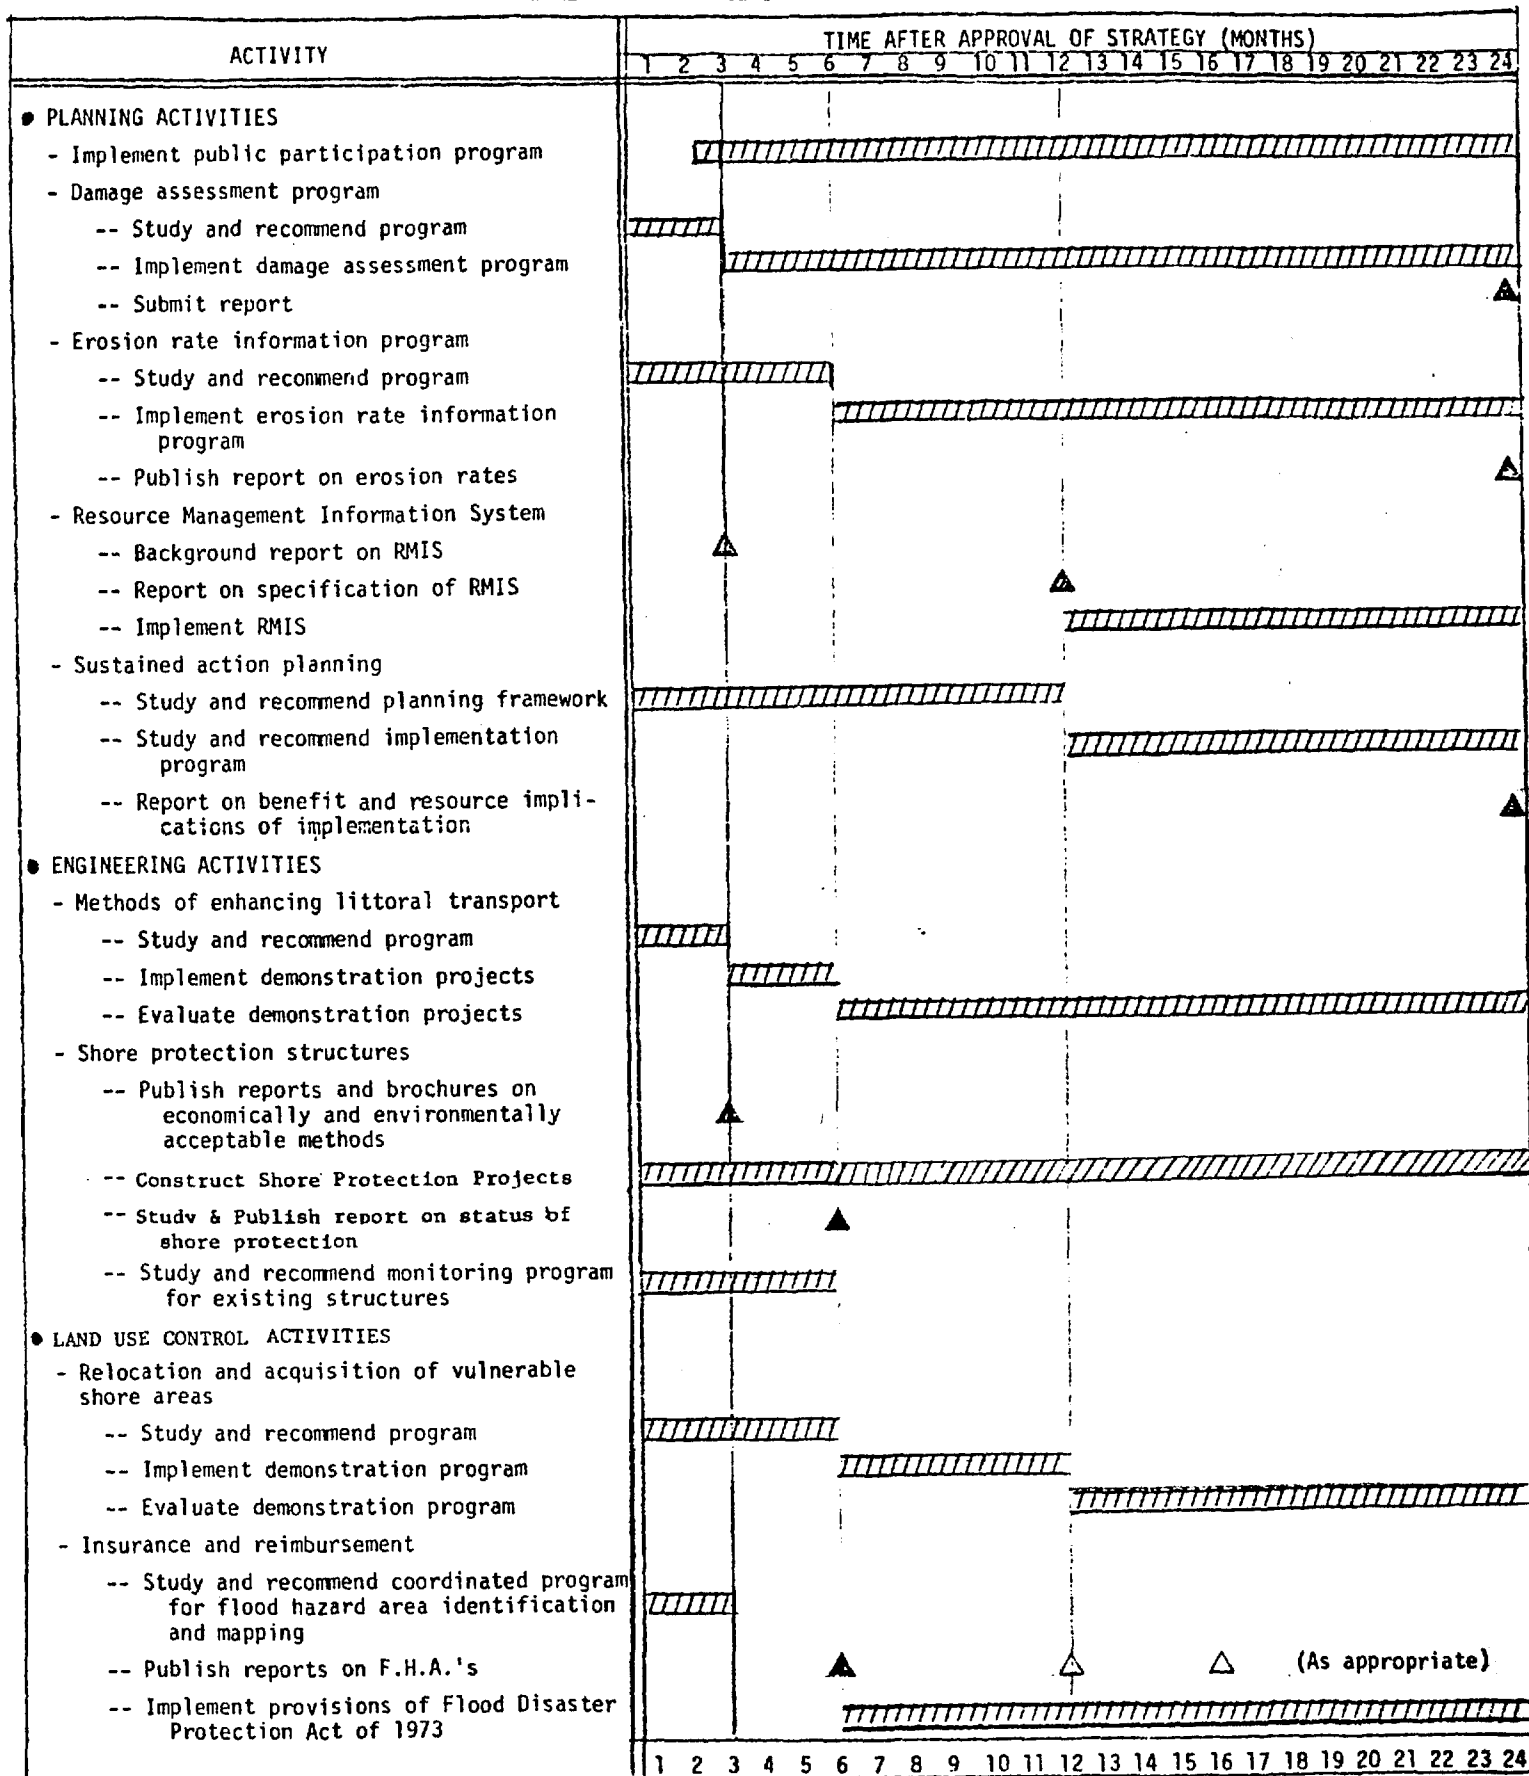 ACTIVITY
TIME AFTER APPROVAL OF STRATEGY (MONTHS)
1 2 3 4 5 6 7 8 9 10 11 12 13 14 15 16 17 18 19 20 21 22 23 24
● PLANNING ACTIVITIES
- Implement public participation program
- Damage assessment program
-- Study and recommend program
-- Implement damage assessment program
-- Submit report
- Erosion rate information program
-- Study and recommend program
-- Implement erosion rate information
program
-- Publish report on erosion rates
- Resource Management Information System
-- Background report on RMIS
-- Report on specification of RMIS
-- Implement RMIS
- Sustained action planning
-- Study and recommend planning framework
-- Study and recommend implementation
program
-- Report on benefit and resource impli-
cations of implementation
● ENGINEERING ACTIVITIES
- Methods of enhancing littoral transport
-- Study and recommend program
-- Implement demonstration projects
-- Evaluate demonstration projects
- Shore protection structures
-- Publish reports and brochures on
economically and environmentally
acceptable methods
-- Construct Shore Protection Projects
-- Study & Publish report on status of
shore protection
-- Study and recommend monitoring program
for existing structures
● LAND USE CONTROL ACTIVITIES
- Relocation and acquisition of vulnerable
shore areas
-- Study and recommend program
-- Implement demonstration program
-- Evaluate demonstration program
- Insurance and reimbursement
-- Study and recommend coordinated program
for flood hazard area identification
and mapping
-- Publish reports on F.H.A.'s
(As appropriate)
-- Implement provisions of Flood Disaster
Protection Act of 1973
1 2 3 4 5 6 7 8 9 10 11 12 13 14 15 16 17 18 19 20 21 22 23 24